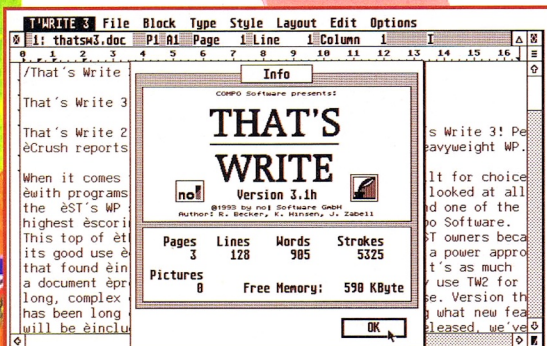 T'WRITE 3 File Block Type Style Layout Edit Options
1: thatsw3.doc P1 A1 Page 1 Line 1 Column 1 I
0 1 2 3 4 5 6 7 8 9 10 11 12 13 14 15 16
/That's Write
That's Write 3
That's Write 2 s Write 3! Pe
èCrush reports eavyweight WP.
When it comes lt for choice
èwith programs looked at all
the èST's WP nd one of the
highest èscori po Software.
This top of èt ST owners beca
its good use è a power appro
that found èin t's as much
a document èpr use TW2 for
long, complex se. Version th
has been long g what new fea
will be èinclu eleased, we've
Info
COMPO Software presents:
THAT'S
WRITE
no! Version 3.1h
©1993 by no! Software GmbH
Author: R. Becker, K. Hinsen, J. Zabell
Pages Lines Words Strokes
3 128 905 5325
Pictures
0 Free Memory: 590 KByte
OK